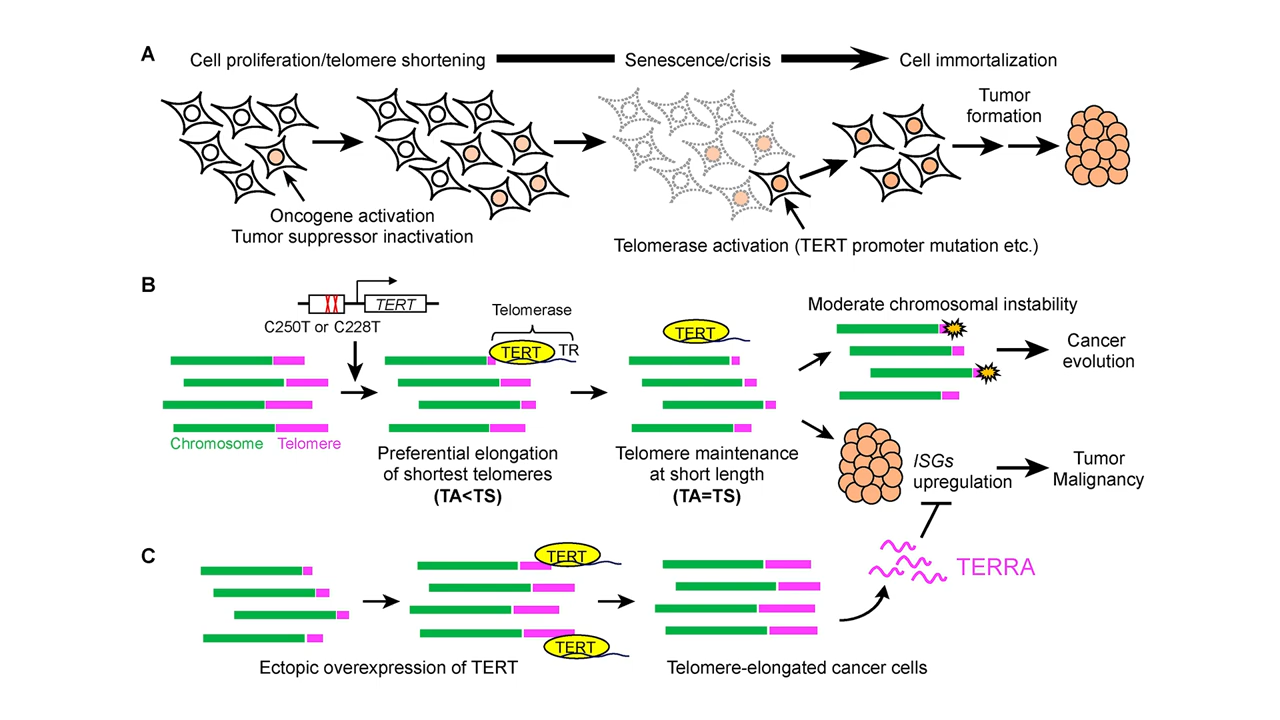 A
Cell proliferation/telomere shortening
Senescence/crisis
Cell immortalization
Tumor
formation
Oncogene activation
Tumor suppressor inactivation
Telomerase activation (TERT promoter mutation etc.)
B
TERT
C250T or C228T
Telomerase
TERT
TR
TERT
Moderate chromosomal instability
Cancer
evolution
Chromosome
Telomere
Preferential elongation
of shortest telomeres
(TA<TS)
Telomere maintenance
at short length
(TA=TS)
ISGs
upregulation
Tumor
Malignancy
C
TERT
TERT
TERRA
Ectopic overexpression of TERT
Telomere-elongated cancer cells